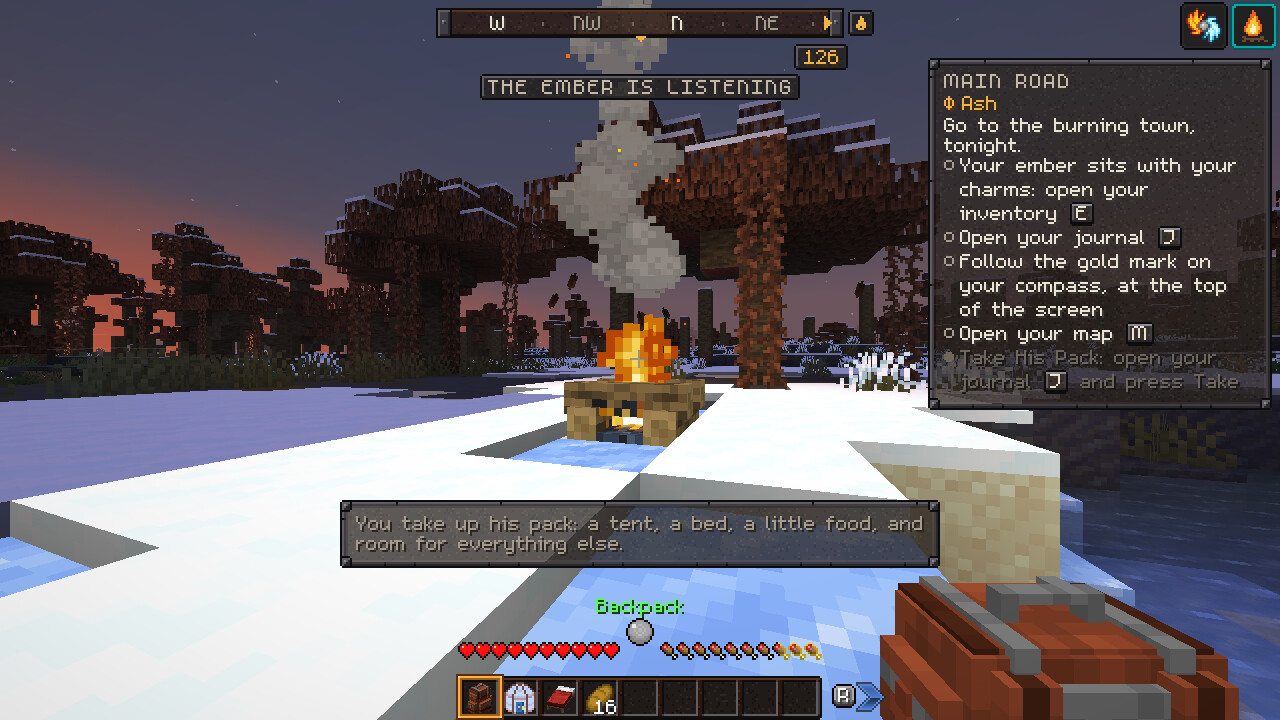 W · NW · N · NE
126
THE EMBER IS LISTENING
MAIN ROAD
Ash
Go to the burning town,
tonight.
Your ember sits with your
charms: open your
inventory E
Open your journal J
Follow the gold mark on
your compass, at the top
of the screen
Open your map M
Take His Pack: open your
journal J and press Take
You take up his pack: a tent, a bed, a little food, and
room for everything else.
Backpack
16
R